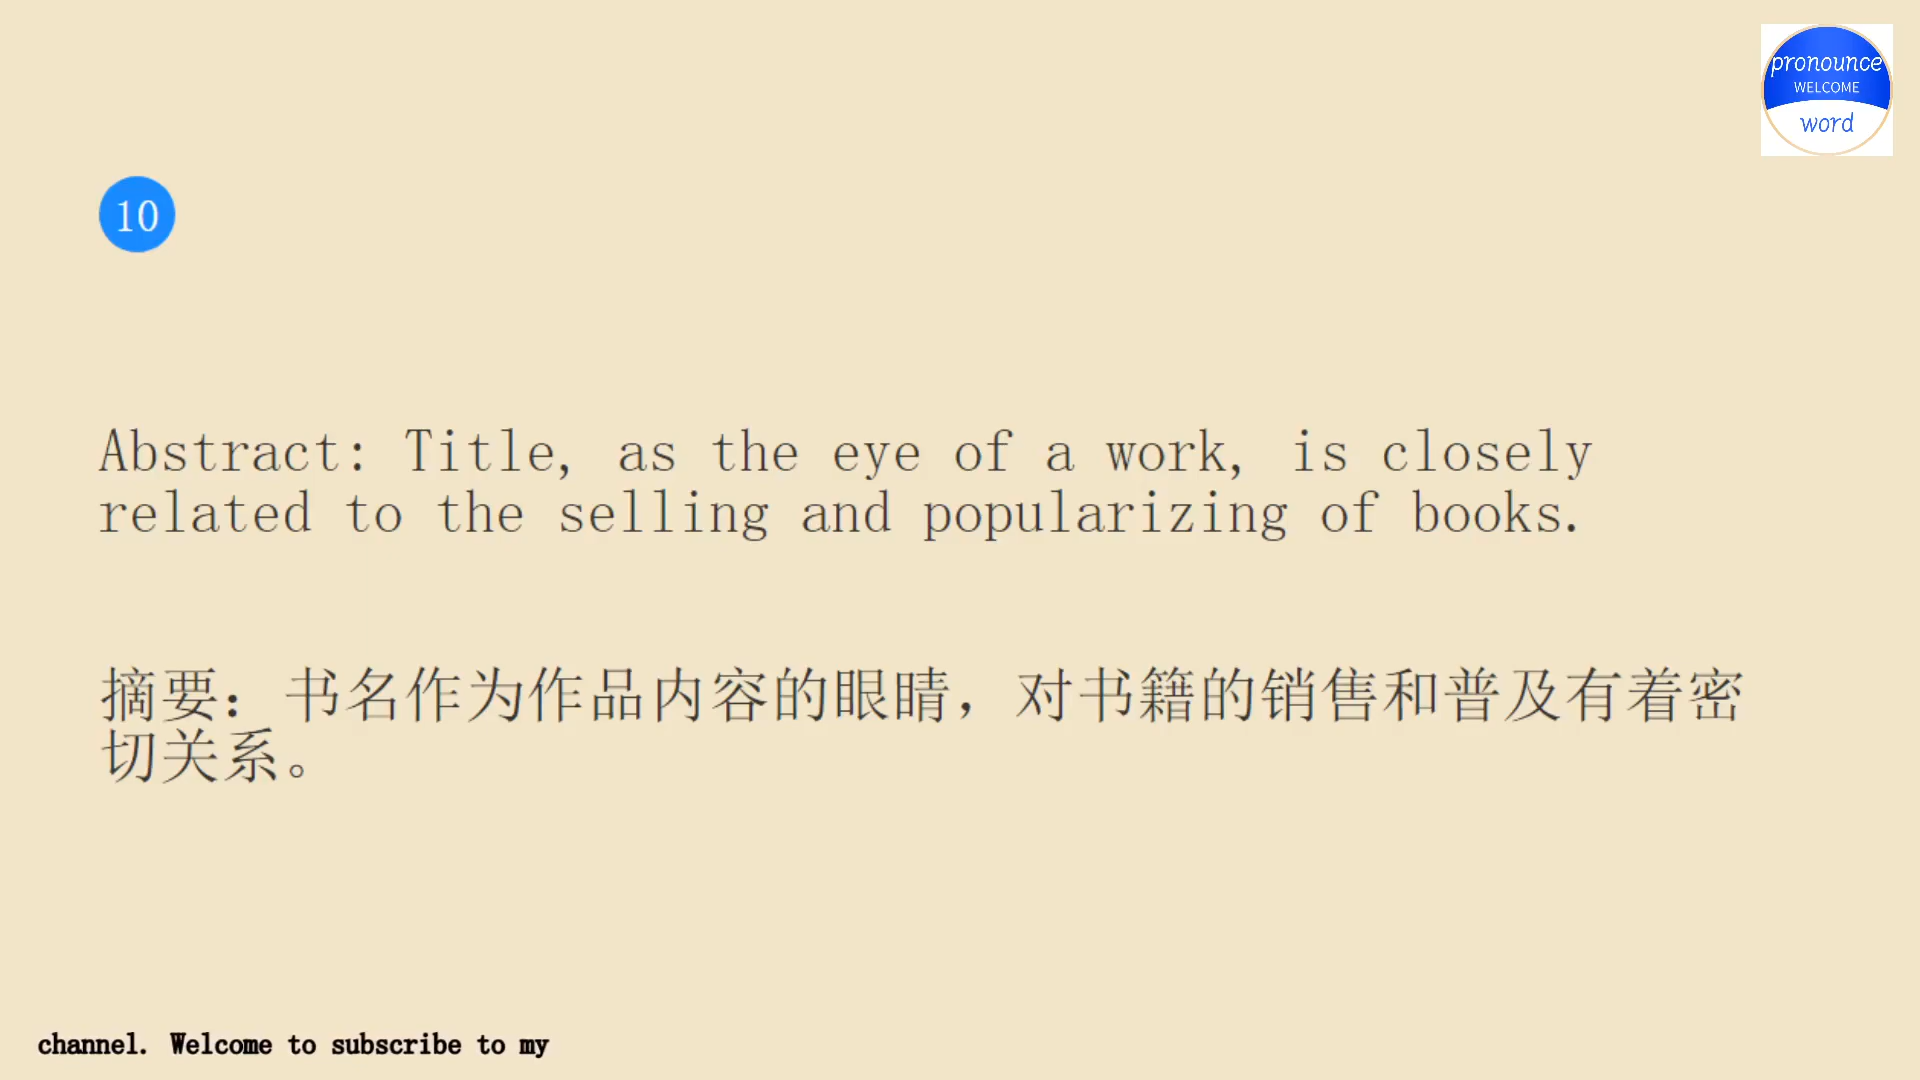 pronounce
WELCOME
word
10
Abstract: Title, as the eye of a work, is closely
related to the selling and popularizing of books.
摘要：书名作为作品内容的眼睛，对书籍的销售和普及有着密
切关系。
channel. Welcome to subscribe to my